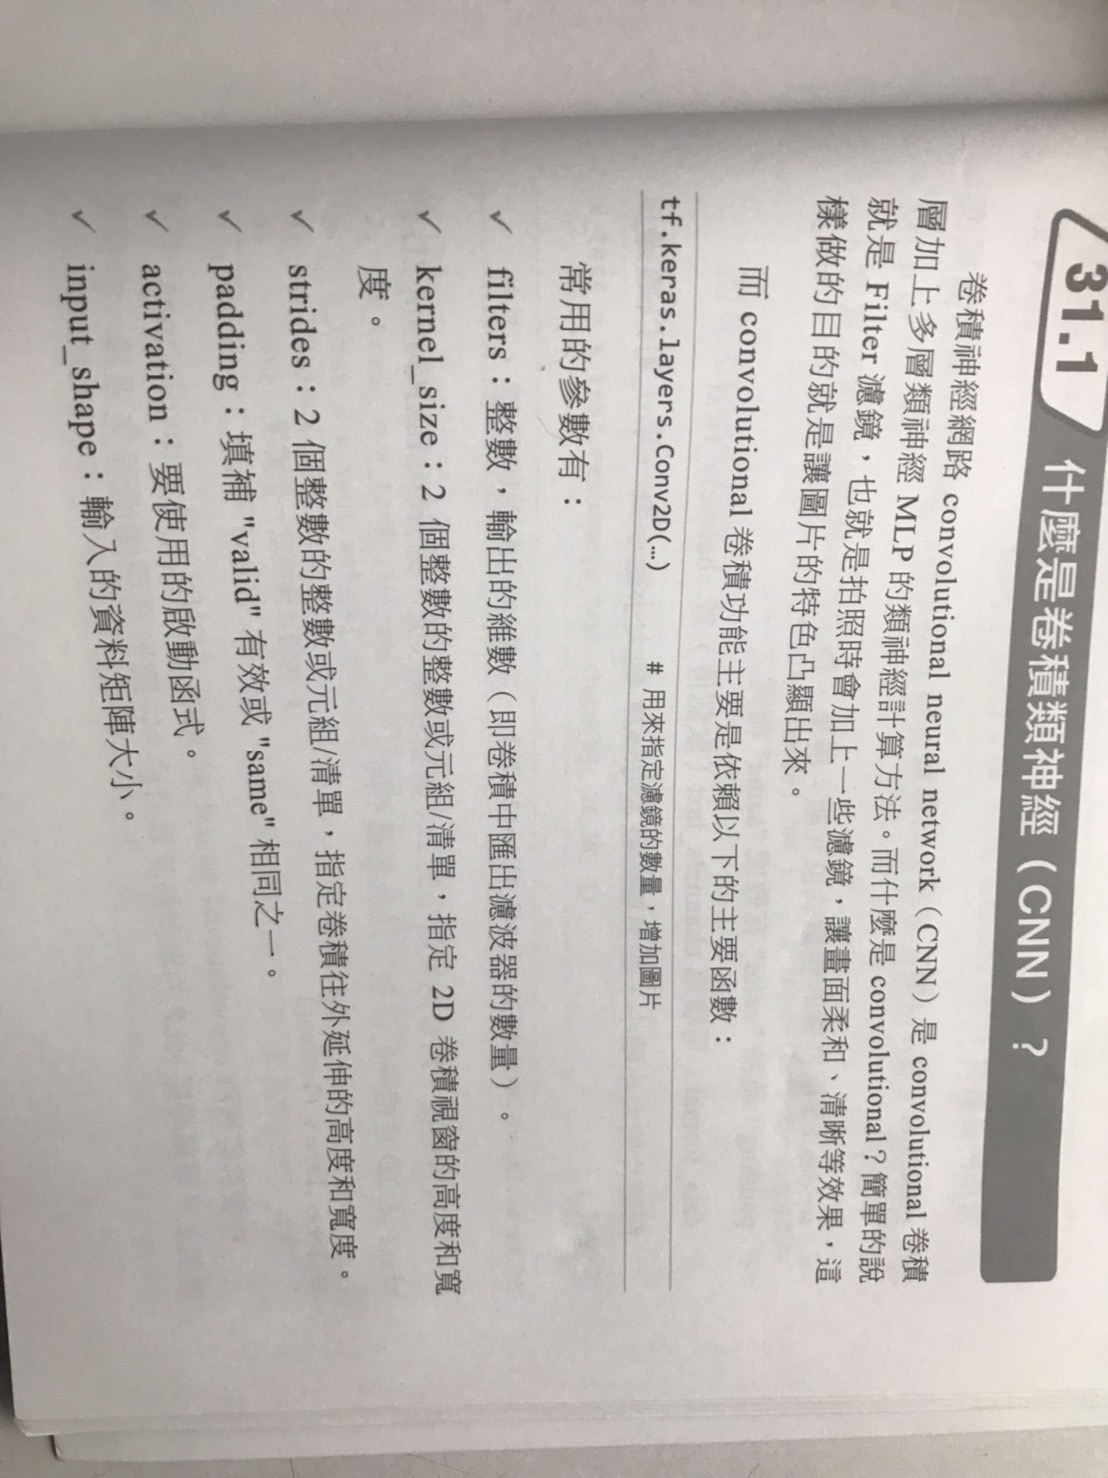 31.1 什麼是卷積類神經（CNN）？
卷積神經網路 convolutional neural network（CNN）是 convolutional 卷積
層加上多層類神經 MLP 的類神經計算方法。而什麼是 convolutional？簡單的說
就是 Filter 濾鏡，也就是拍照時會加上一些濾鏡，讓畫面柔和、清晰等效果，這
樣做的目的就是讓圖片的特色凸顯出來。
而 convolutional 卷積功能主要是依賴以下的主要函數：
tf.keras.layers.Conv2D(…) # 用來指定濾鏡的數量，增加圖片
常用的參數有：
✓ filters：整數，輸出的維數（即卷積中匯出濾波器的數量）。
✓ kernel_size：2 個整數的整數或元組/清單，指定 2D 卷積視窗的高度和寬
度。
✓ strides：2 個整數的整數或元組/清單，指定卷積往外延伸的高度和寬度。
✓ padding：填補 "valid" 有效或 "same" 相同之一。
✓ activation：要使用的啟動函式。
✓ input_shape：輸入的資料矩陣大小。